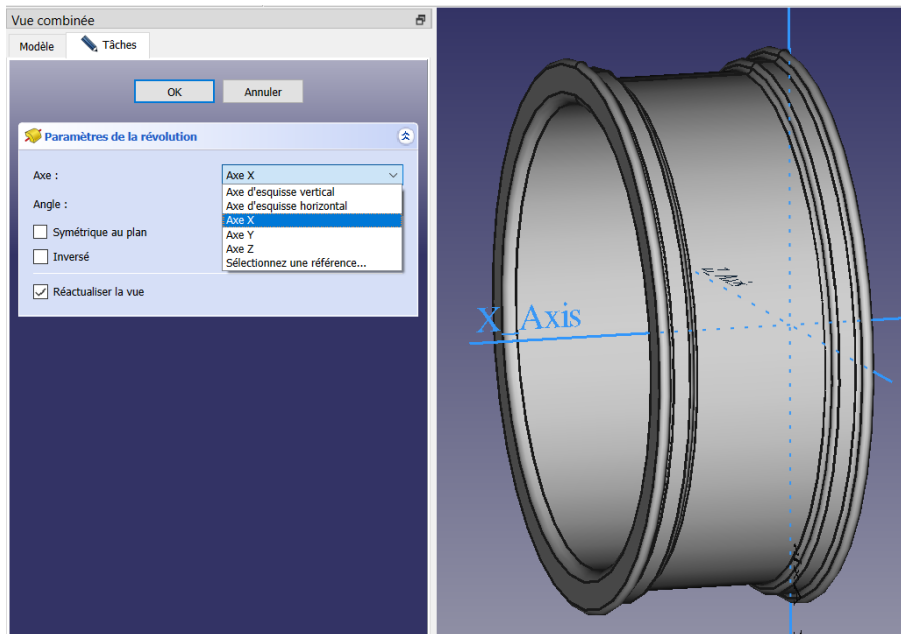 Vue combinée
Modèle
Tâches
OK
Annuler
Paramètres de la révolution
Axe :
Axe X
Angle :
Axe d'esquisse vertical
Axe d'esquisse horizontal
Axe X
Axe Y
Axe Z
Sélectionnez une référence...
Symétrique au plan
Inversé
Réactualiser la vue
X_Axis